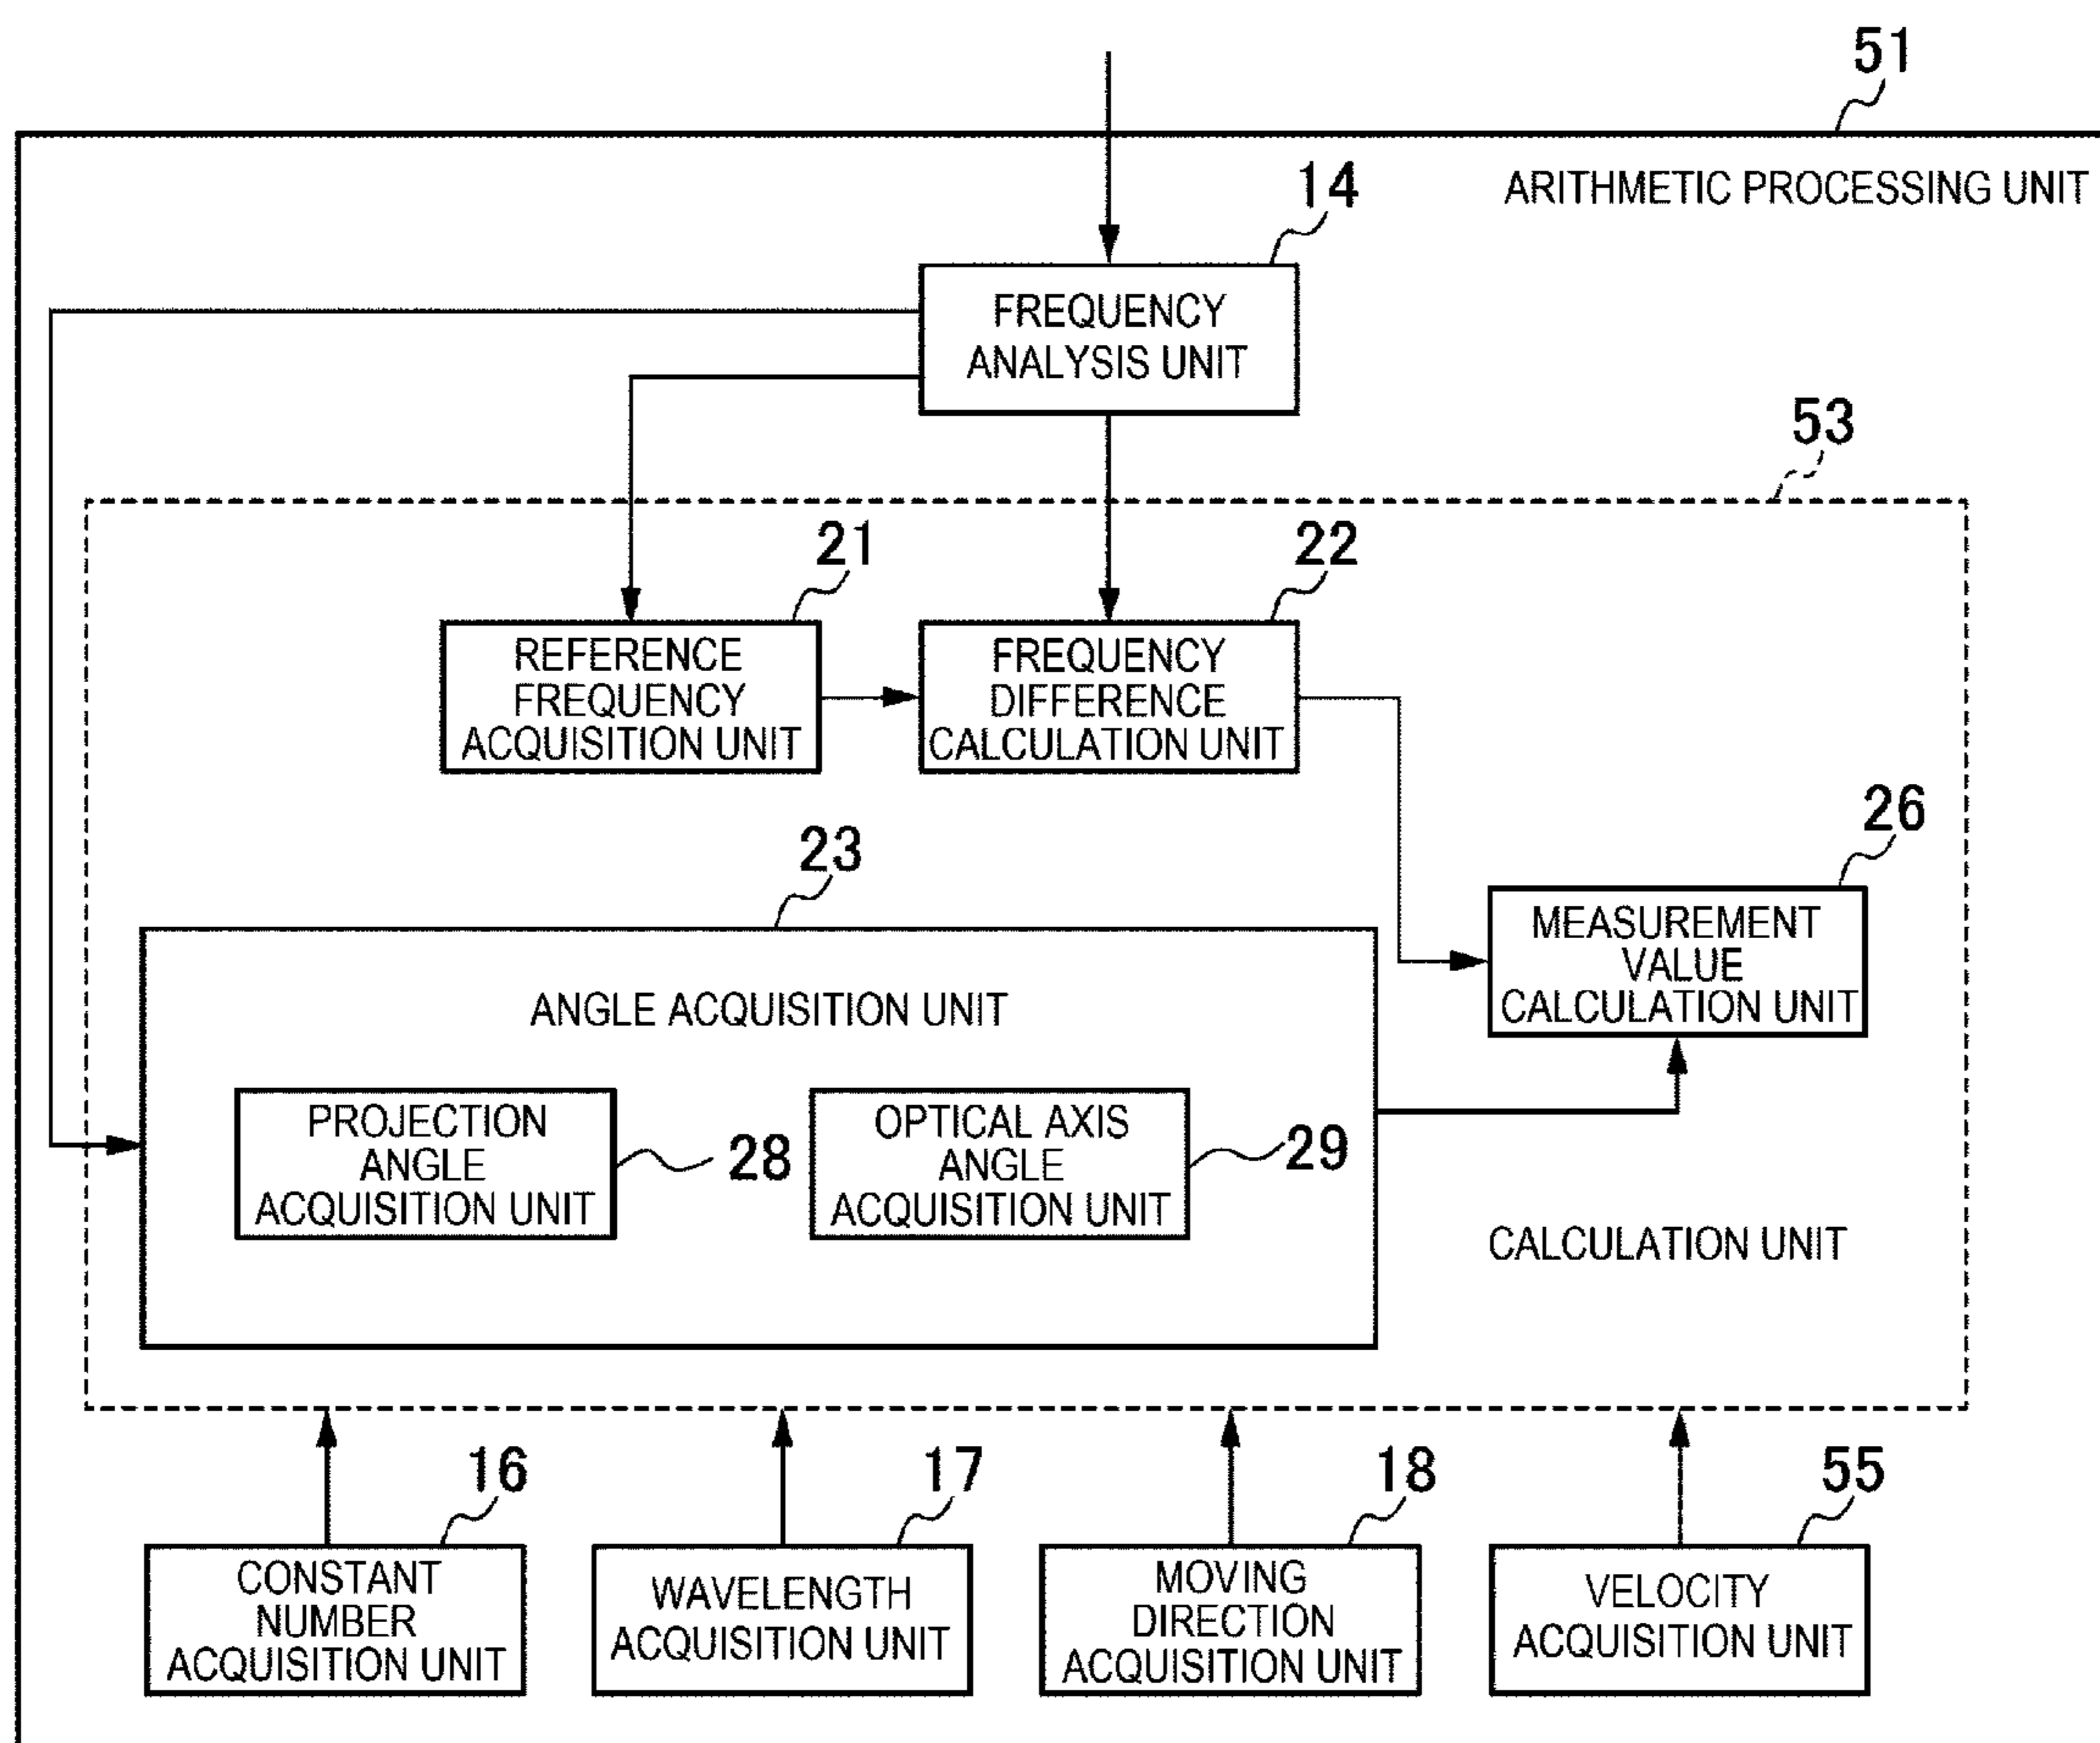 51
ARITHMETIC PROCESSING UNIT
14
FREQUENCY
ANALYSIS UNIT
53
21
REFERENCE
FREQUENCY
ACQUISITION UNIT
22
FREQUENCY
DIFFERENCE
CALCULATION UNIT
26
MEASUREMENT
VALUE
CALCULATION UNIT
23
ANGLE ACQUISITION UNIT
PROJECTION
ANGLE
ACQUISITION UNIT
28
OPTICAL AXIS
ANGLE
ACQUISITION UNIT
29
CALCULATION UNIT
16
CONSTANT
NUMBER
ACQUISITION UNIT
17
WAVELENGTH
ACQUISITION UNIT
18
MOVING
DIRECTION
ACQUISITION UNIT
55
VELOCITY
ACQUISITION UNIT